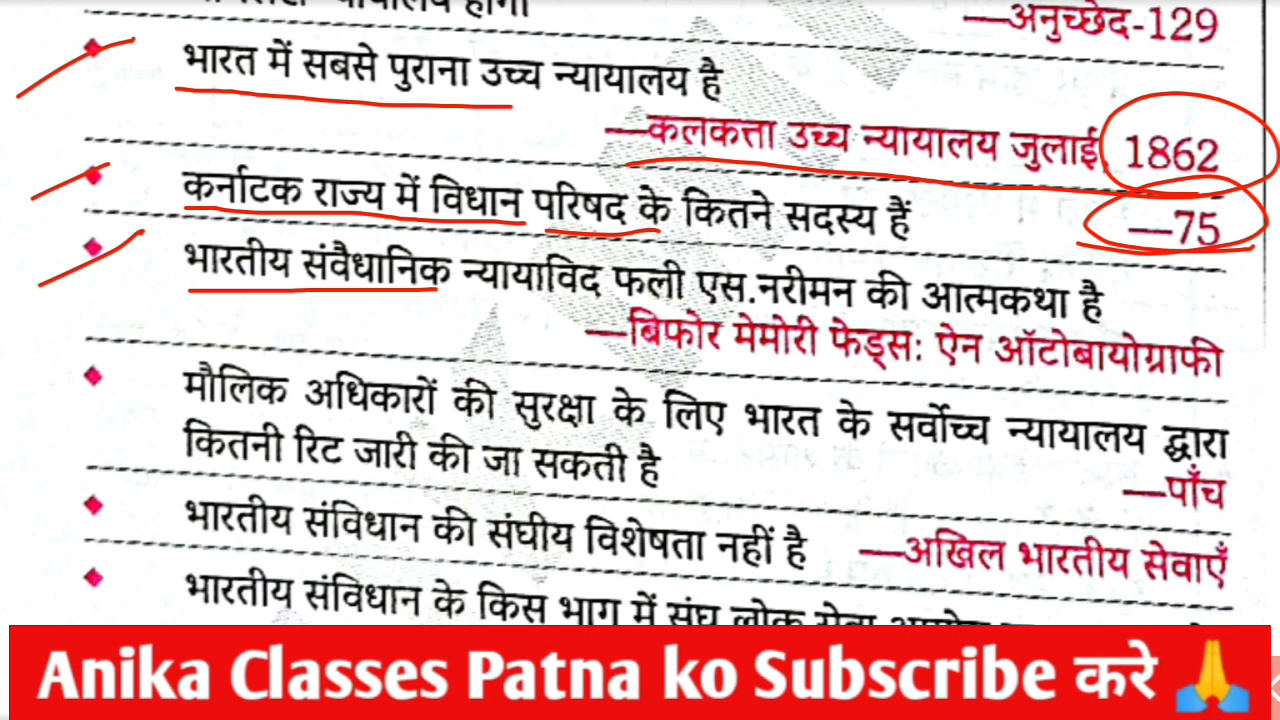 न्यायालय होगा
—अनुच्छेद-129
भारत में सबसे पुराना उच्च न्यायालय है
—कलकत्ता उच्च न्यायालय जुलाई, 1862
कर्नाटक राज्य में विधान परिषद के कितने सदस्य हैं —75
भारतीय संवैधानिक न्यायाविद फली एस.नरीमन की आत्मकथा है
—बिफोर मेमोरी फेड्स: ऐन ऑटोबायोग्राफी
मौलिक अधिकारों की सुरक्षा के लिए भारत के सर्वोच्च न्यायालय द्धारा
कितनी रिट जारी की जा सकती है
—पाँच
भारतीय संविधान की संघीय विशेषता नहीं है —अखिल भारतीय सेवाएँ
भारतीय संविधान के किस भाग में संघ लोक सेवा
Anika Classes Patna ko Subscribe करे 🙏